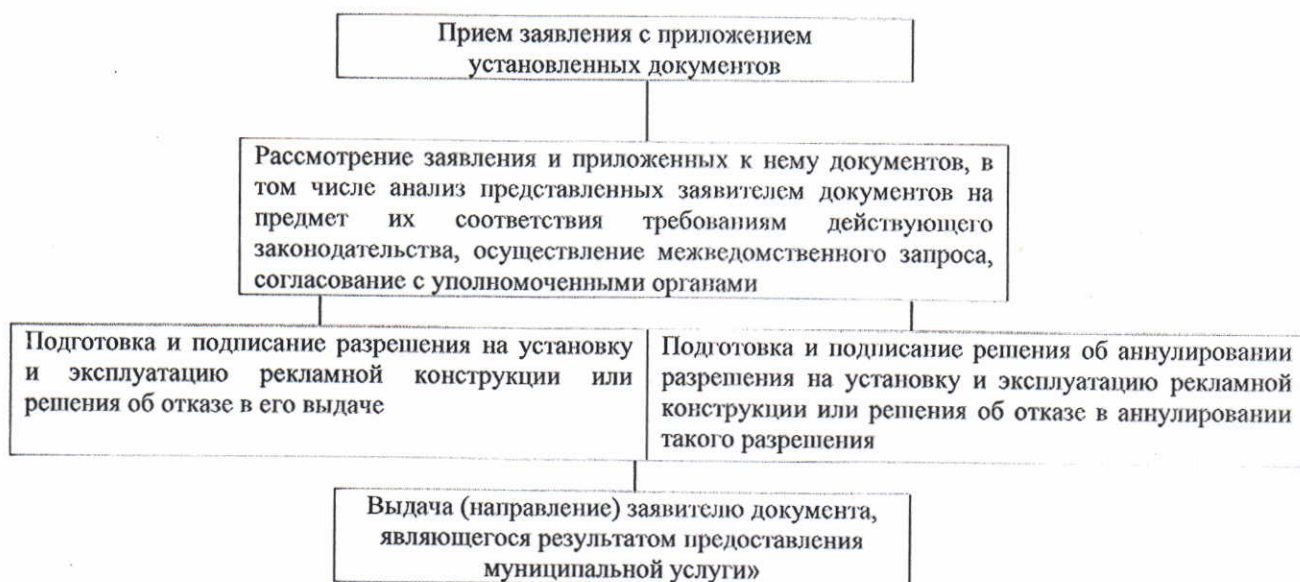 Прием заявления с приложением
установленных документов
Рассмотрение заявления и приложенных к нему документов, в
том числе анализ представленных заявителем документов на
предмет их соответствия требованиям действующего
законодательства, осуществление межведомственного запроса,
согласование с уполномоченными органами
Подготовка и подписание разрешения на установку
и эксплуатацию рекламной конструкции или
решения об отказе в его выдаче
Подготовка и подписание решения об аннулировании
разрешения на установку и эксплуатацию рекламной
конструкции или решения об отказе в аннулировании
такого разрешения
Выдача (направление) заявителю документа,
являющегося результатом предоставления
муниципальной услуги»